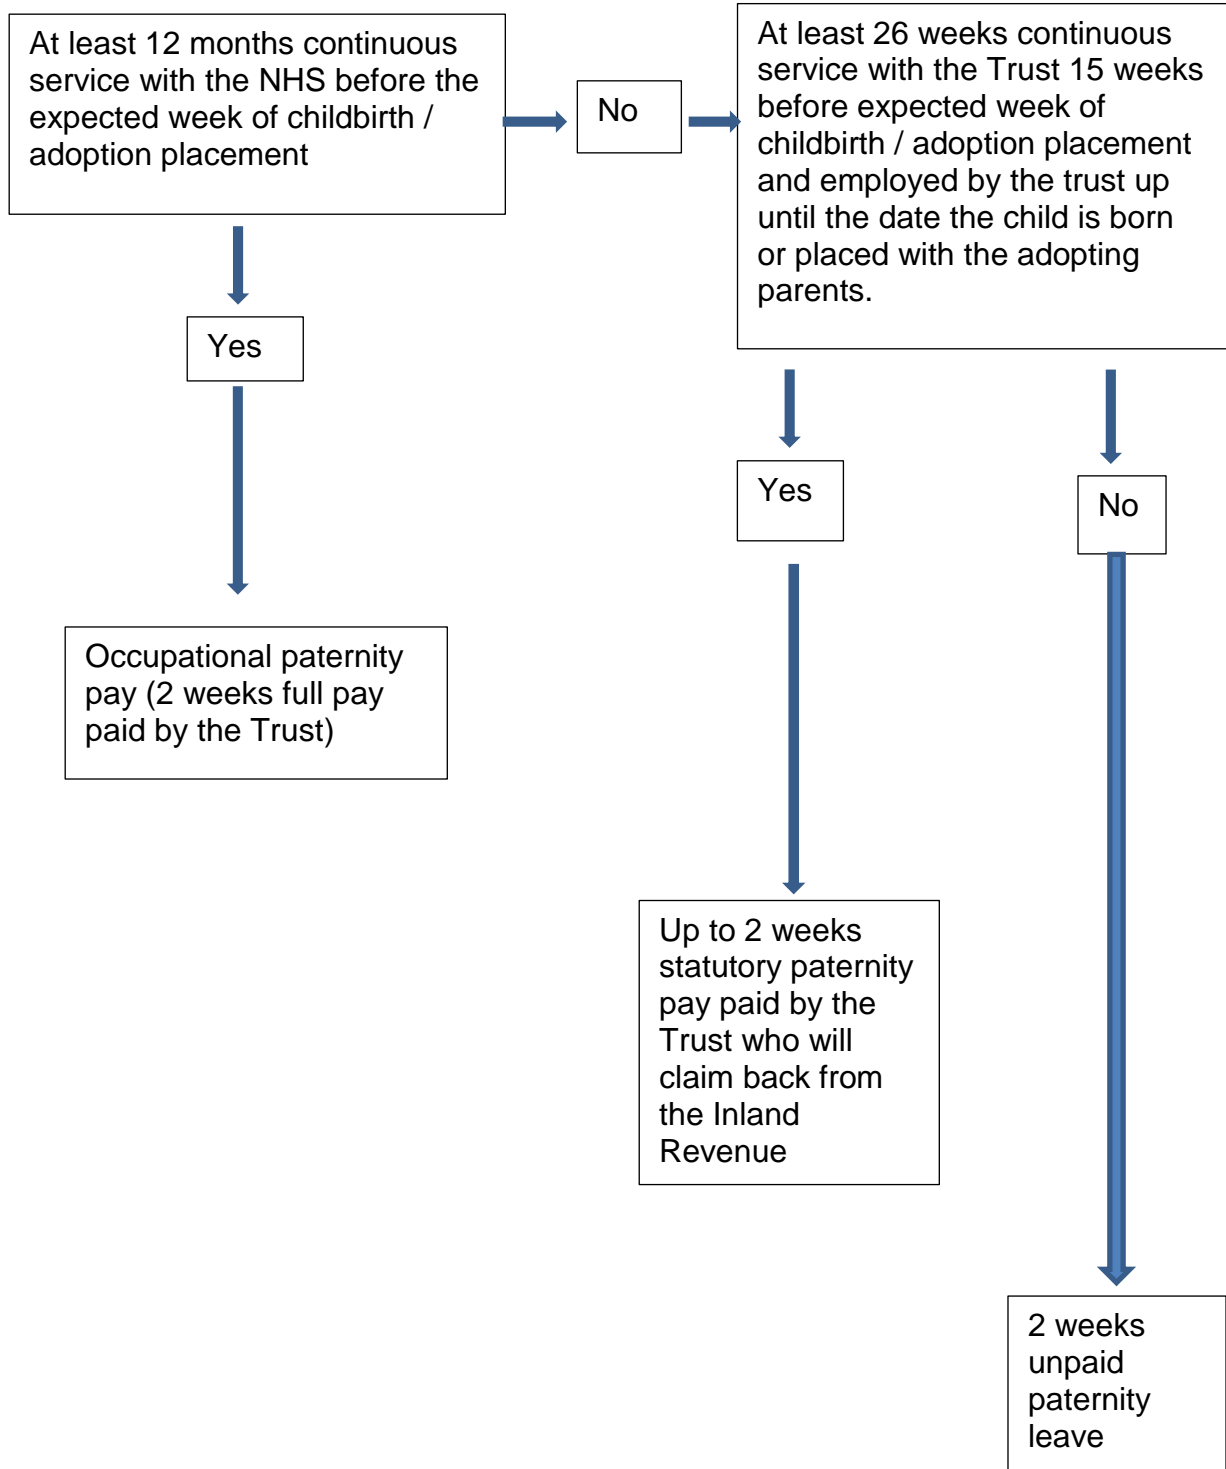 At least 12 months continuous
service with the NHS before the
expected week of childbirth /
adoption placement
No
At least 26 weeks continuous
service with the Trust 15 weeks
before expected week of
childbirth / adoption placement
and employed by the trust up
until the date the child is born
or placed with the adopting
parents.
Yes
Yes
No
Occupational paternity
pay (2 weeks full pay
paid by the Trust)
Up to 2 weeks
statutory paternity
pay paid by the
Trust who will
claim back from
the Inland
Revenue
2 weeks
unpaid
paternity
leave